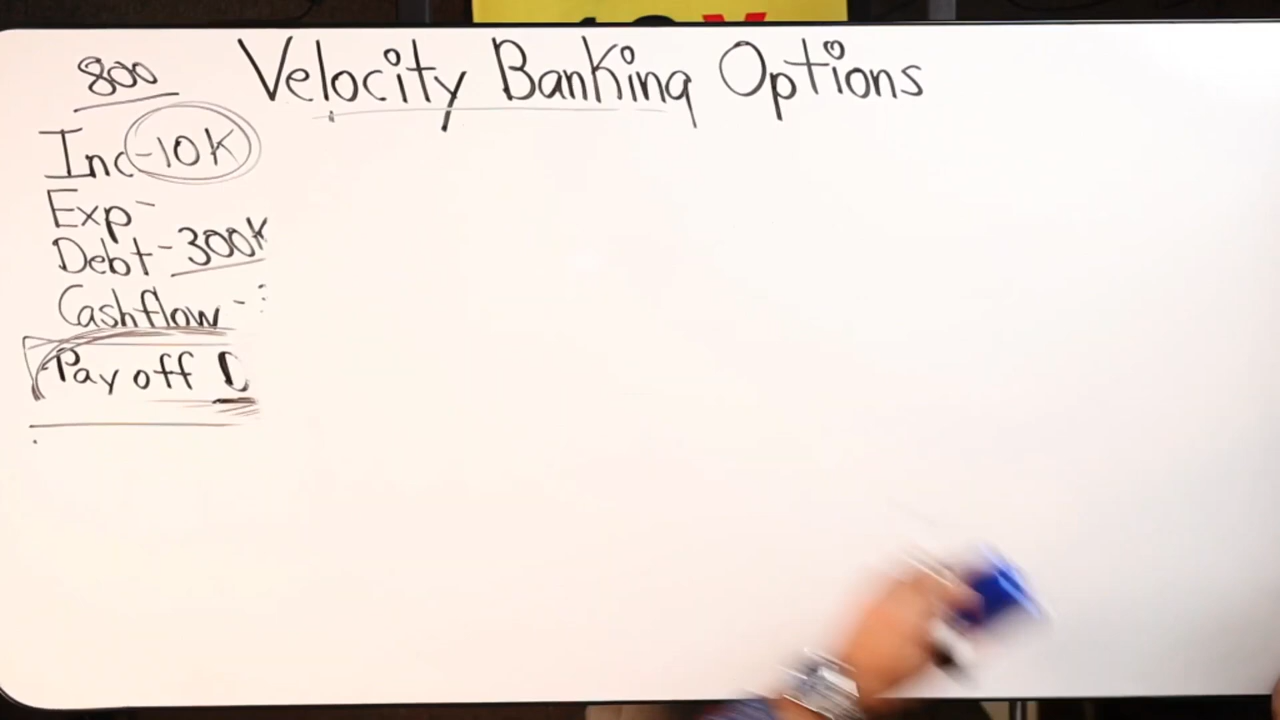 Velocity Banking Options
800
Inc-10K
Exp-
Debt-300K
Cashflow-
Pay off